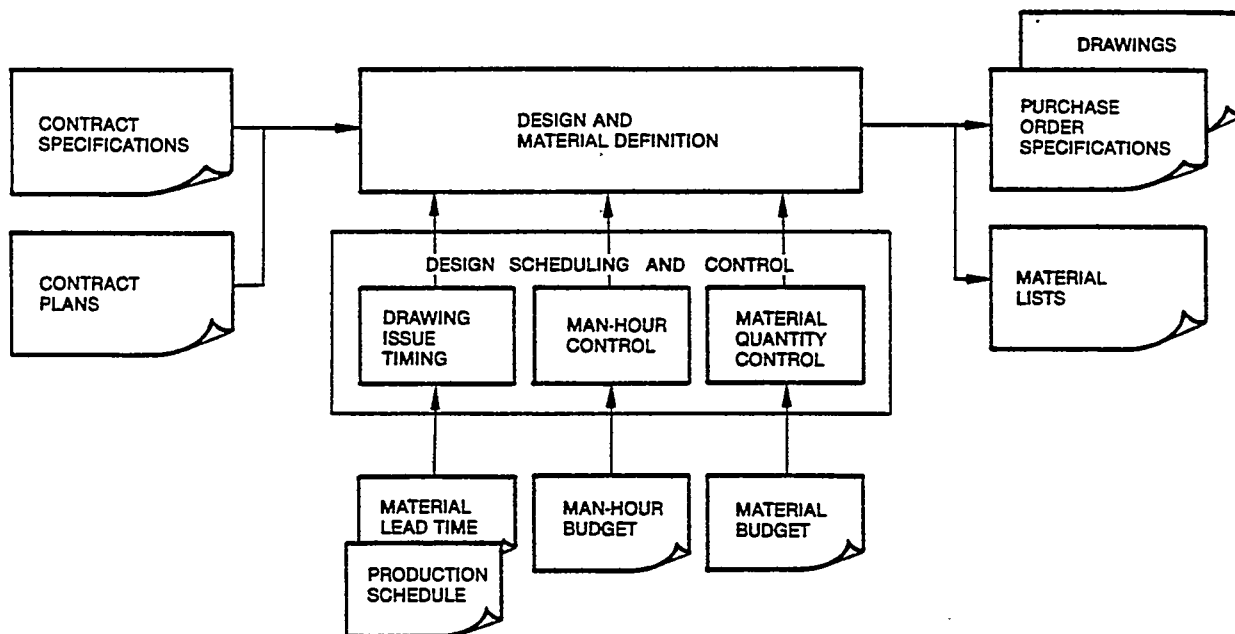 DRAWINGS
CONTRACT
SPECIFICATIONS
DESIGN AND
MATERIAL DEFINITION
PURCHASE
ORDER
SPECIFICATIONS
CONTRACT
PLANS
DESIGN SCHEDULING AND CONTROL
MATERIAL
LISTS
DRAWING
ISSUE
TIMING
MAN-HOUR
CONTROL
MATERIAL
QUANTITY
CONTROL
MATERIAL
LEAD TIME
MAN-HOUR
BUDGET
MATERIAL
BUDGET
PRODUCTION
SCHEDULE